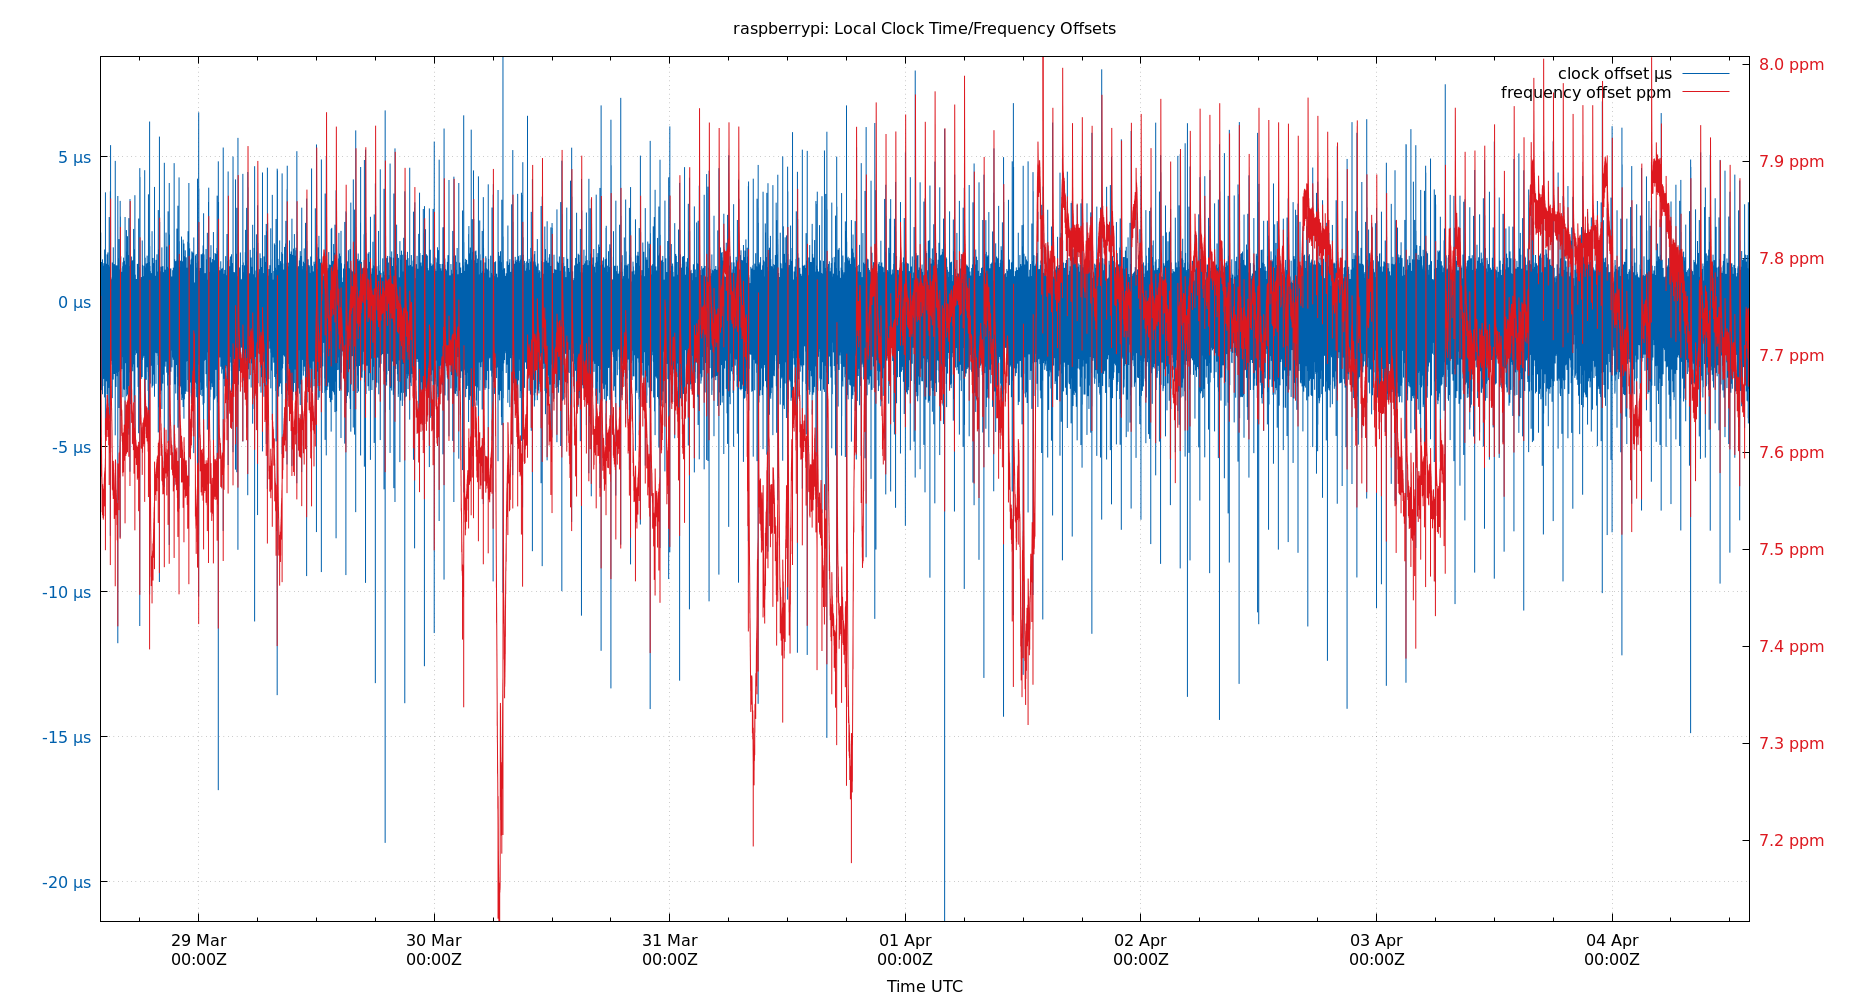 raspberrypi: Local Clock Time/Frequency Offsets
clock offset µs
frequency offset ppm
5 µs
0 µs
-5 µs
-10 µs
-15 µs
-20 µs
8.0 ppm
7.9 ppm
7.8 ppm
7.7 ppm
7.6 ppm
7.5 ppm
7.4 ppm
7.3 ppm
7.2 ppm
29 Mar 30 Mar 31 Mar 01 Apr 02 Apr 03 Apr 04 Apr
00:00Z 00:00Z 00:00Z 00:00Z 00:00Z 00:00Z 00:00Z
Time UTC